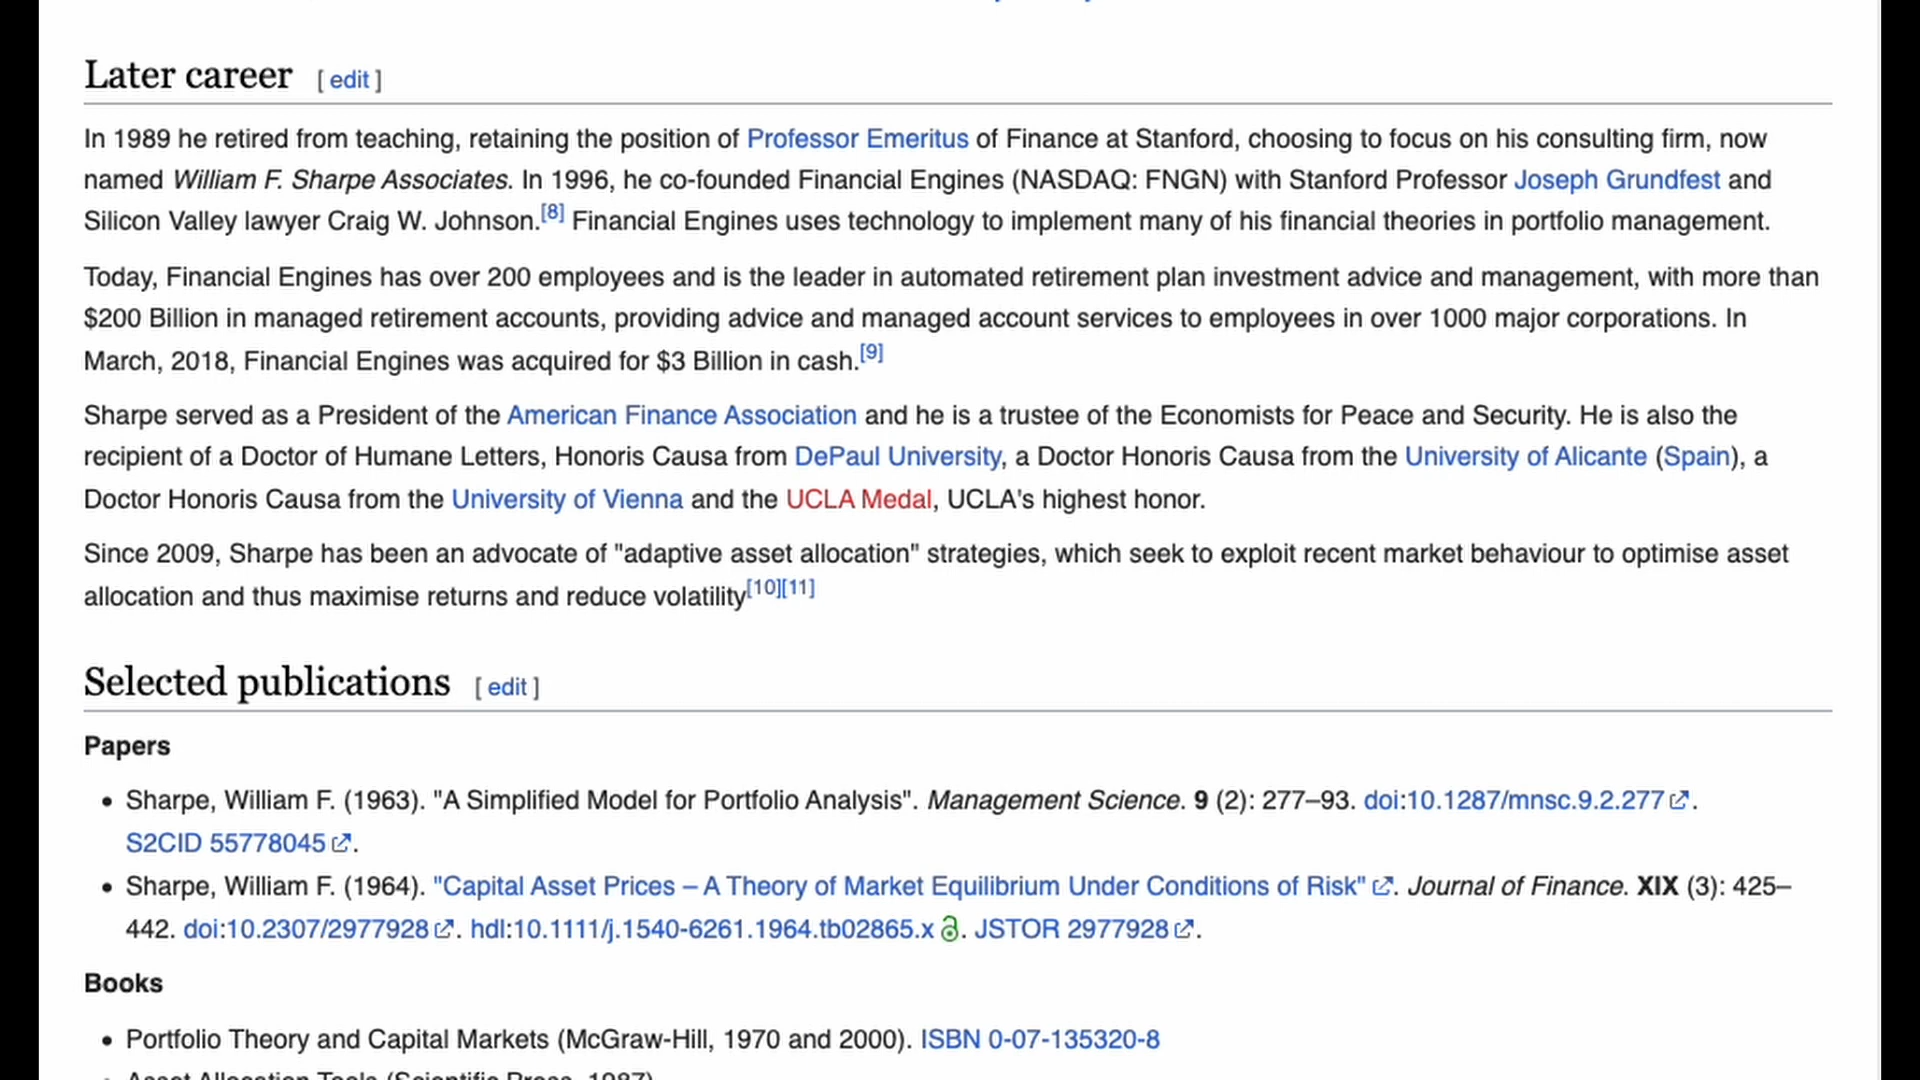 Later career [ edit ]
In 1989 he retired from teaching, retaining the position of Professor Emeritus of Finance at Stanford, choosing to focus on his consulting firm, now
named William F. Sharpe Associates. In 1996, he co-founded Financial Engines (NASDAQ: FNGN) with Stanford Professor Joseph Grundfest and
Silicon Valley lawyer Craig W. Johnson.[8] Financial Engines uses technology to implement many of his financial theories in portfolio management.
Today, Financial Engines has over 200 employees and is the leader in automated retirement plan investment advice and management, with more than
$200 Billion in managed retirement accounts, providing advice and managed account services to employees in over 1000 major corporations. In
March, 2018, Financial Engines was acquired for $3 Billion in cash.[9]
Sharpe served as a President of the American Finance Association and he is a trustee of the Economists for Peace and Security. He is also the
recipient of a Doctor of Humane Letters, Honoris Causa from DePaul University, a Doctor Honoris Causa from the University of Alicante (Spain), a
Doctor Honoris Causa from the University of Vienna and the UCLA Medal, UCLA's highest honor.
Since 2009, Sharpe has been an advocate of "adaptive asset allocation" strategies, which seek to exploit recent market behaviour to optimise asset
allocation and thus maximise returns and reduce volatility[10][11]
Selected publications [ edit ]
Papers
• Sharpe, William F. (1963). "A Simplified Model for Portfolio Analysis". Management Science. 9 (2): 277–93. doi:10.1287/mnsc.9.2.277.
S2CID 55778045.
• Sharpe, William F. (1964). "Capital Asset Prices – A Theory of Market Equilibrium Under Conditions of Risk". Journal of Finance. XIX (3): 425–
442. doi:10.2307/2977928. hdl:10.1111/j.1540-6261.1964.tb02865.x. JSTOR 2977928.
Books
• Portfolio Theory and Capital Markets (McGraw-Hill, 1970 and 2000). ISBN 0-07-135320-8
• Asset Allocation Tools (Scientific Press, 1987)